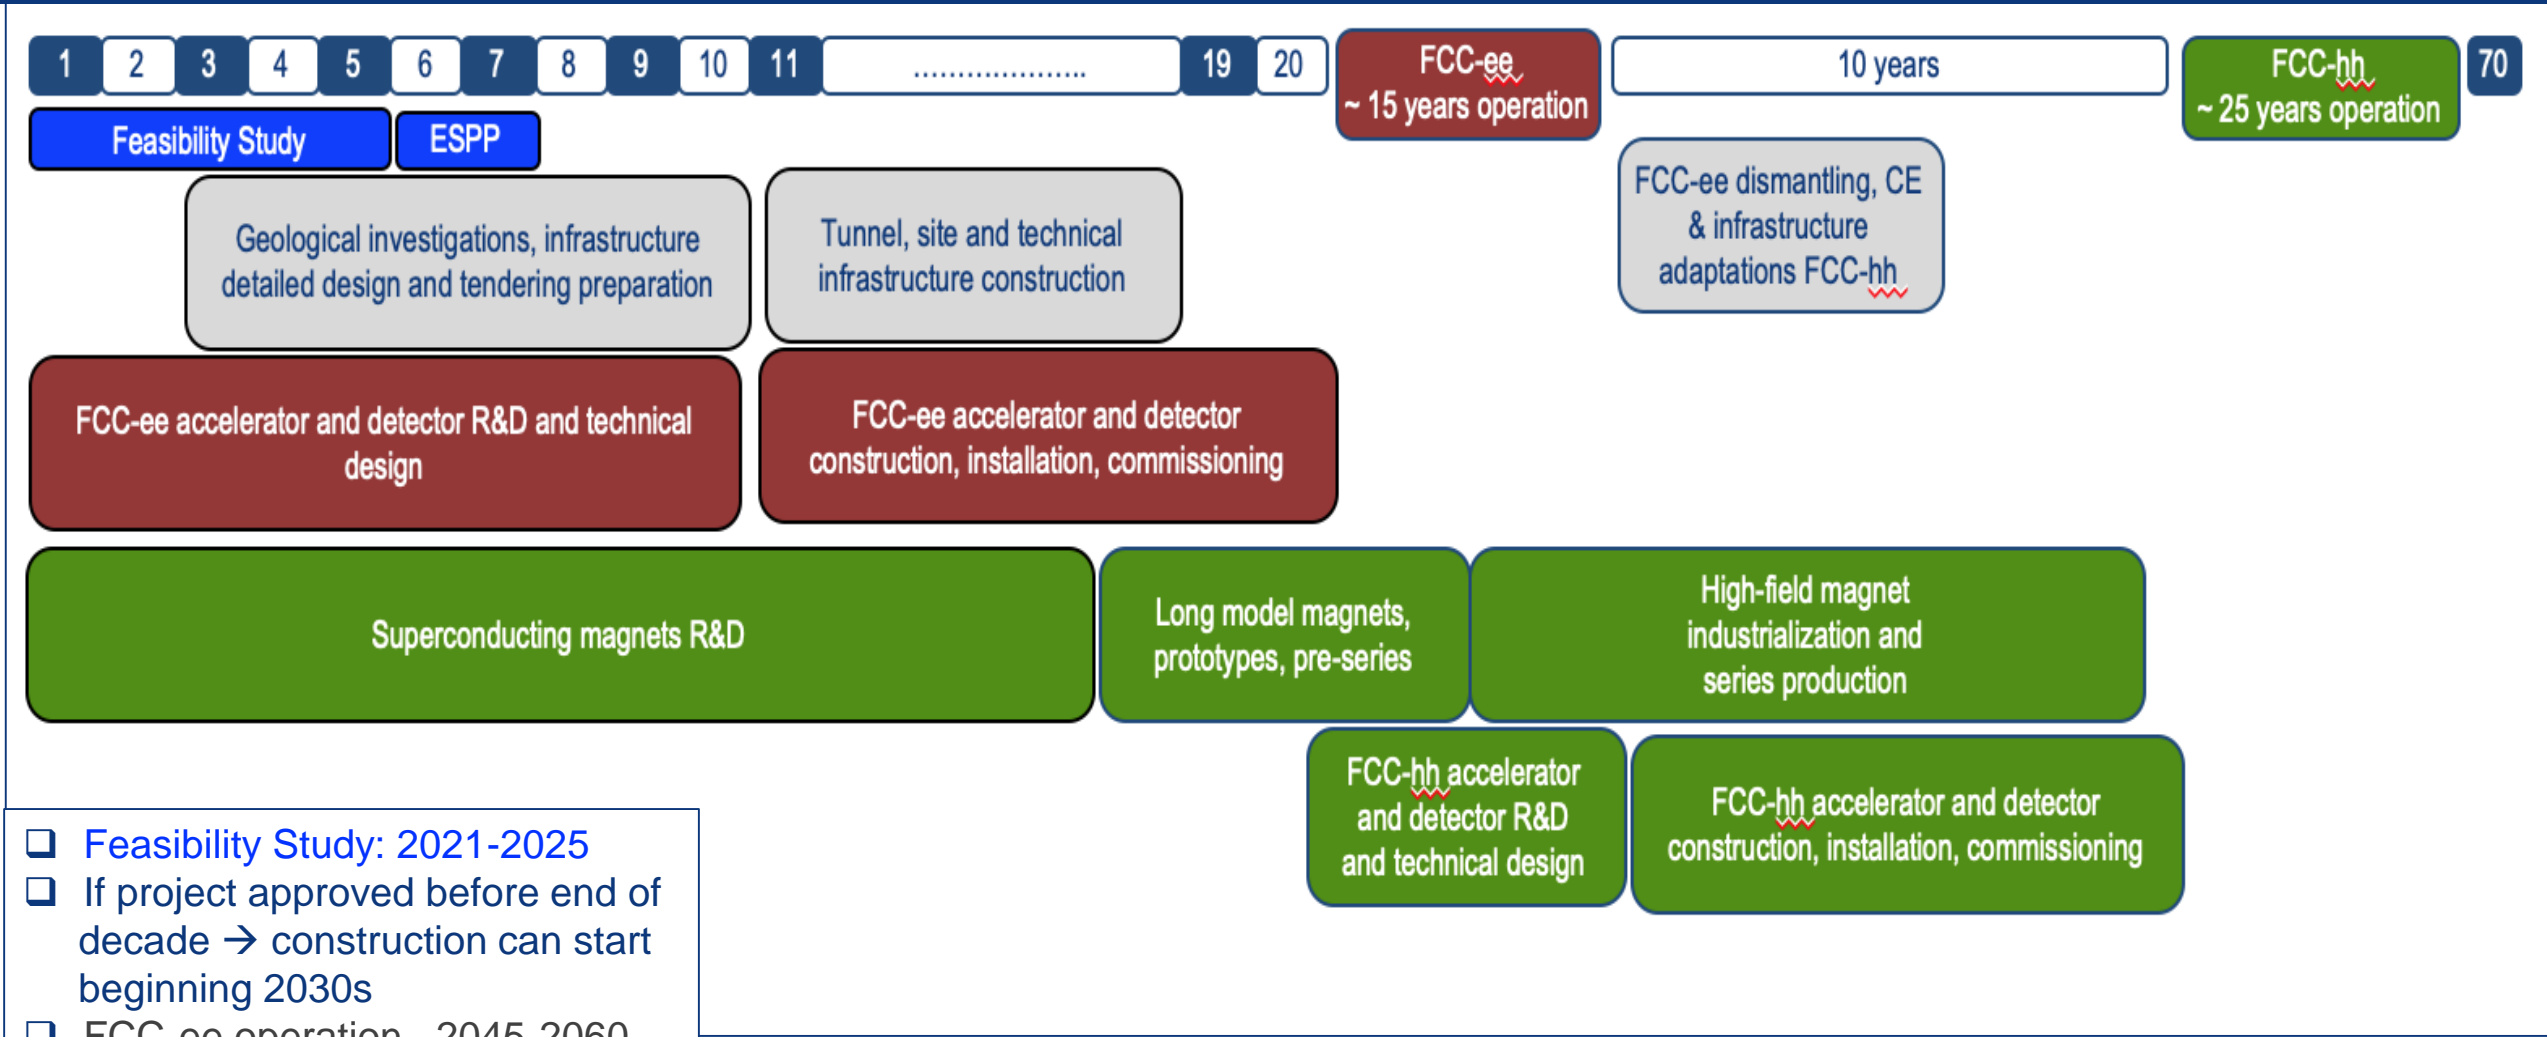 1 2 3 4 5 6 7 8 9 10 11 ..................... 19 20
FCC-ee
~ 15 years operation
10 years
FCC-hh
~ 25 years operation
70
Feasibility Study
ESPP
Geological investigations, infrastructure
detailed design and tendering preparation
Tunnel, site and technical
infrastructure construction
FCC-ee dismantling, CE
& infrastructure
adaptations FCC-hh
FCC-ee accelerator and detector R&D and technical
design
FCC-ee accelerator and detector
construction, installation, commissioning
Superconducting magnets R&D
Long model magnets,
prototypes, pre-series
High-field magnet
industrialization and
series production
FCC-hh accelerator
and detector R&D
and technical design
FCC-hh accelerator and detector
construction, installation, commissioning
❑ Feasibility Study: 2021-2025
❑ If project approved before end of
decade → construction can start
beginning 2030s
❑ FCC-ee operation 2045-2060